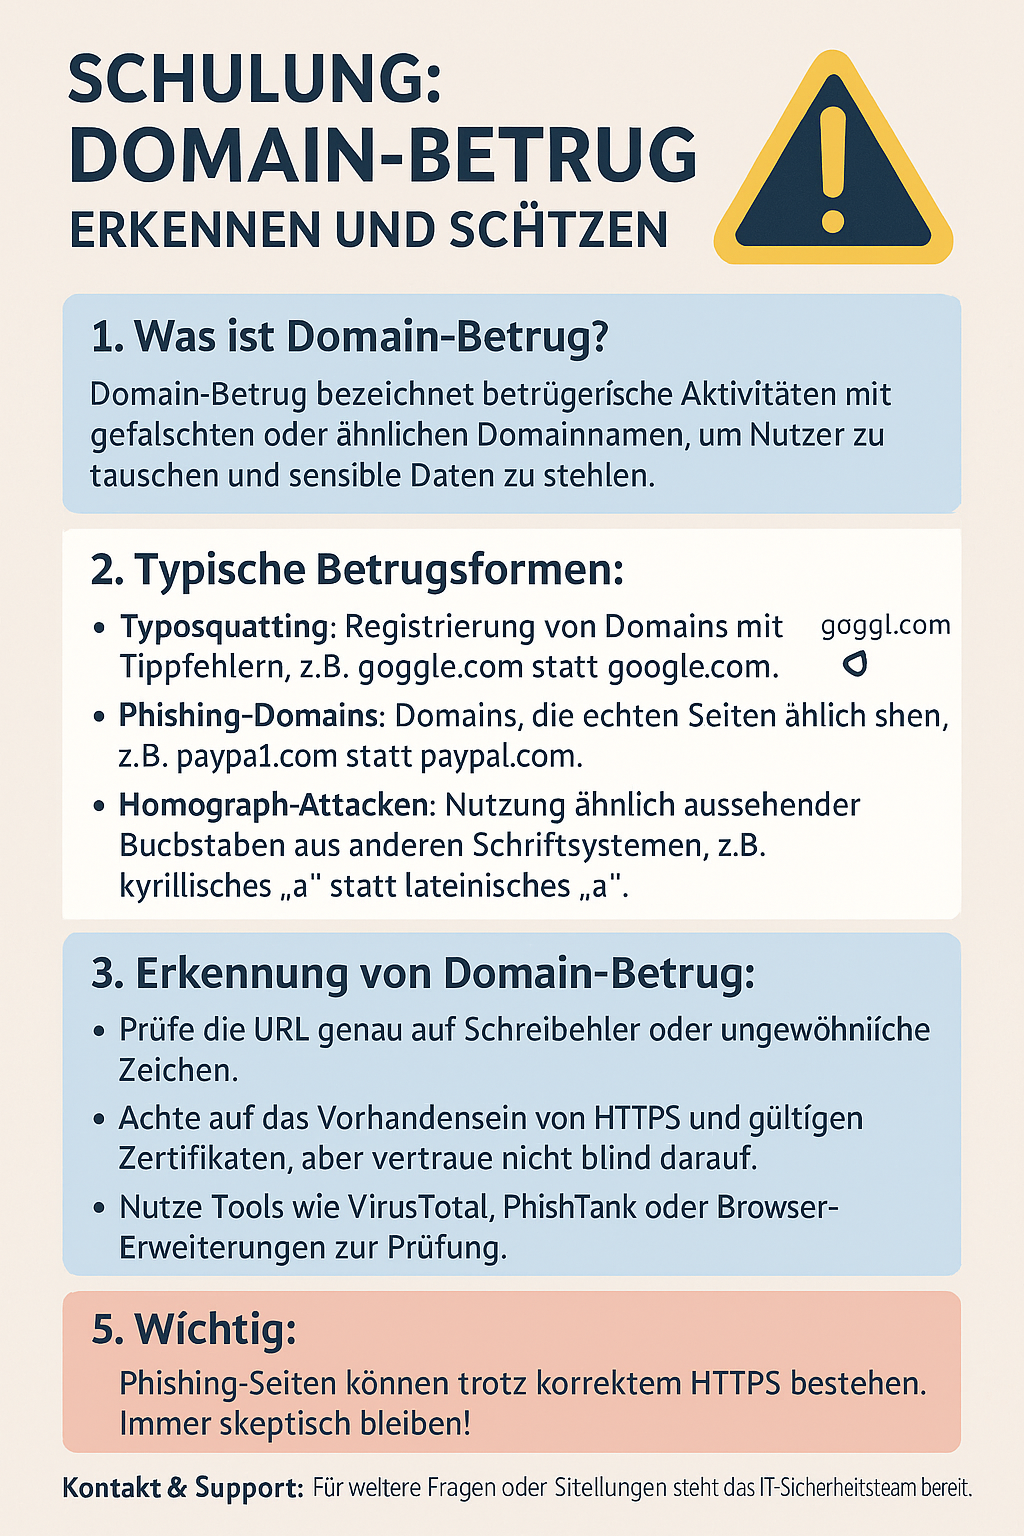 SCHULUNG:
DOMAIN-BETRUG
ERKENNEN UND SCḦTZEN
1. Was ist Domain-Betrug?
Domain-Betrug bezeichnet betrügerísche Aktivitäten mit
gefalschten oder ähnlichen Domainnamen, um Nutzer zu
tauschen und sensible Daten zu stehlen.
2. Typische Betrugsformen:
• Typosquatting: Registrierung von Domains mit
Tippfehlern, z.B. goggle.com statt google.com.
goggl.com
• Phishing-Domains: Domains, die echten Seiten ählich shen,
z.B. paypa1.com statt paypal.com.
• Homograph-Attacken: Nutzung ähnlich aussehender
Bucbstaben aus anderen Schriftsystemen, z.B.
kyrillisches „a" statt lateinisches „a".
3. Erkennung von Domain-Betrug:
• Prüfe die URL genau auf Schreibehler oder ungewöhniíche
Zeichen.
• Achte auf das Vorhandensein von HTTPS und gültígen
Zertifikaten, aber vertraue nicht blind darauf.
• Nutze Tools wie VirusTotal, PhishTank oder Browser-
Erweiterungen zur Prüfung.
5. Wíchtig:
Phishing-Seiten können trotz korrektem HTTPS bestehen.
Immer skeptisch bleiben!
Kontakt & Support: Für weltere Fragen oder Sitellungen steht das IT-Sicherheitsteam bereit.